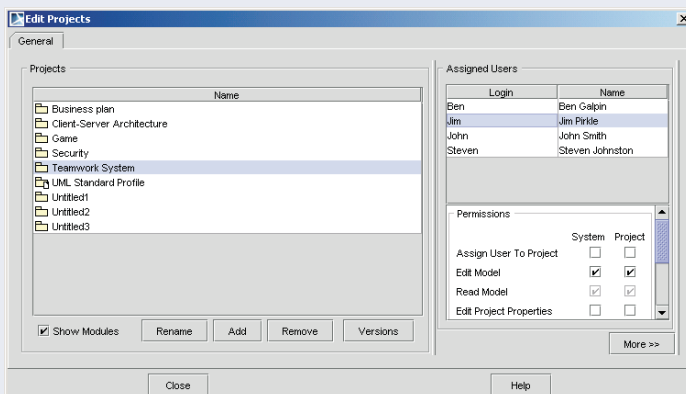 Edit Projects
General
Projects
Name
Business plan
Client-Server Architecture
Game
Security
Teamwork System
UML Standard Profile
Untitled1
Untitled2
Untitled3
Show Modules
Rename
Add
Remove
Versions
Assigned Users
Login Name
Ben Ben Galpin
Jim Jim Pirkle
John John Smith
Steven Steven Johnston
Permissions
System Project
Assign User To Project
Edit Model
Read Model
Edit Project Properties
More >>
Close
Help